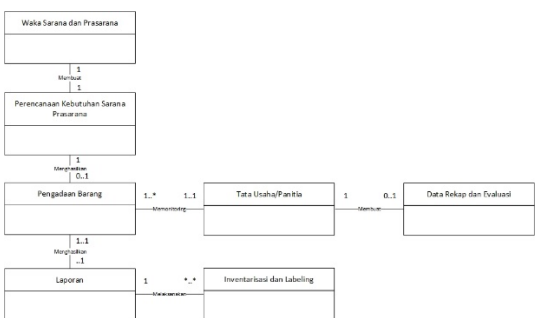 Waka Sarana dan Prasarana
1
Membuat
1
Perencanaan Kebutuhan Sarana
Prasarana
1
Menghasilkan
0..1
Pengadaan Barang
1..* 1..1
Memonitoring
Tata Usaha/Panitia
1 0..1
Membuat
Data Rekap dan Evaluasi
1..1
Menghasilkan
..1
Laporan
1 *..*
Melaksanakan
Inventarisasi dan Labeling